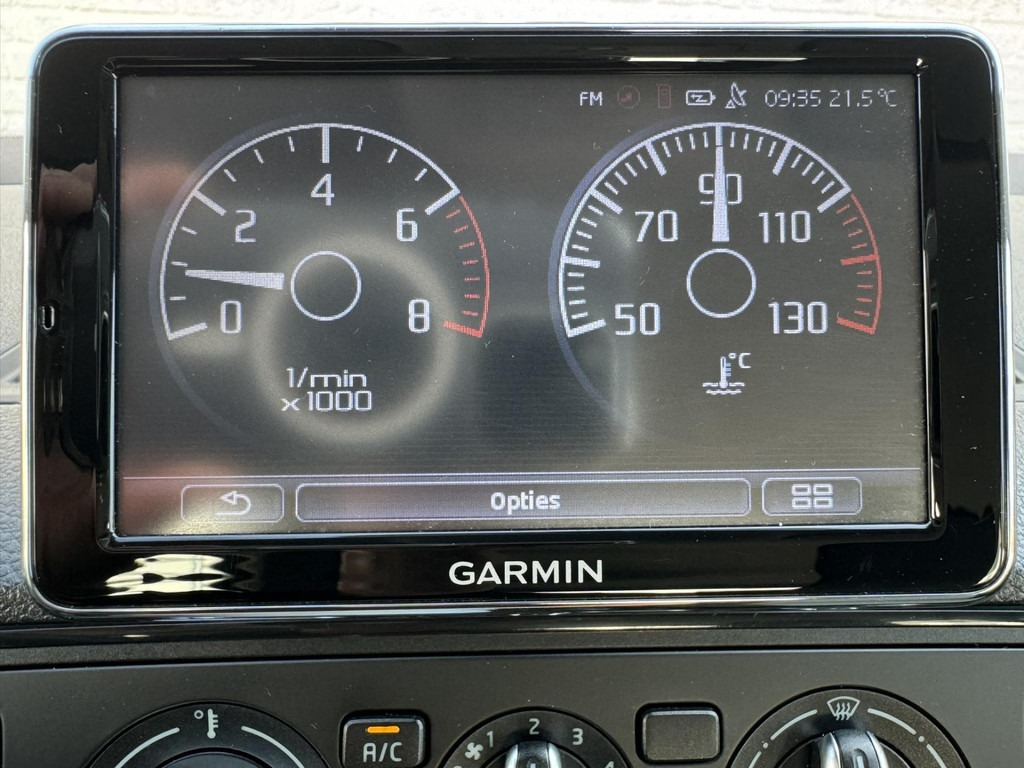 FM 09:35 21.5°C
4
2 6
0 8
1/min
x1000
90
70 110
50 130
°C
Opties
GARMIN
A/C
1 2 3